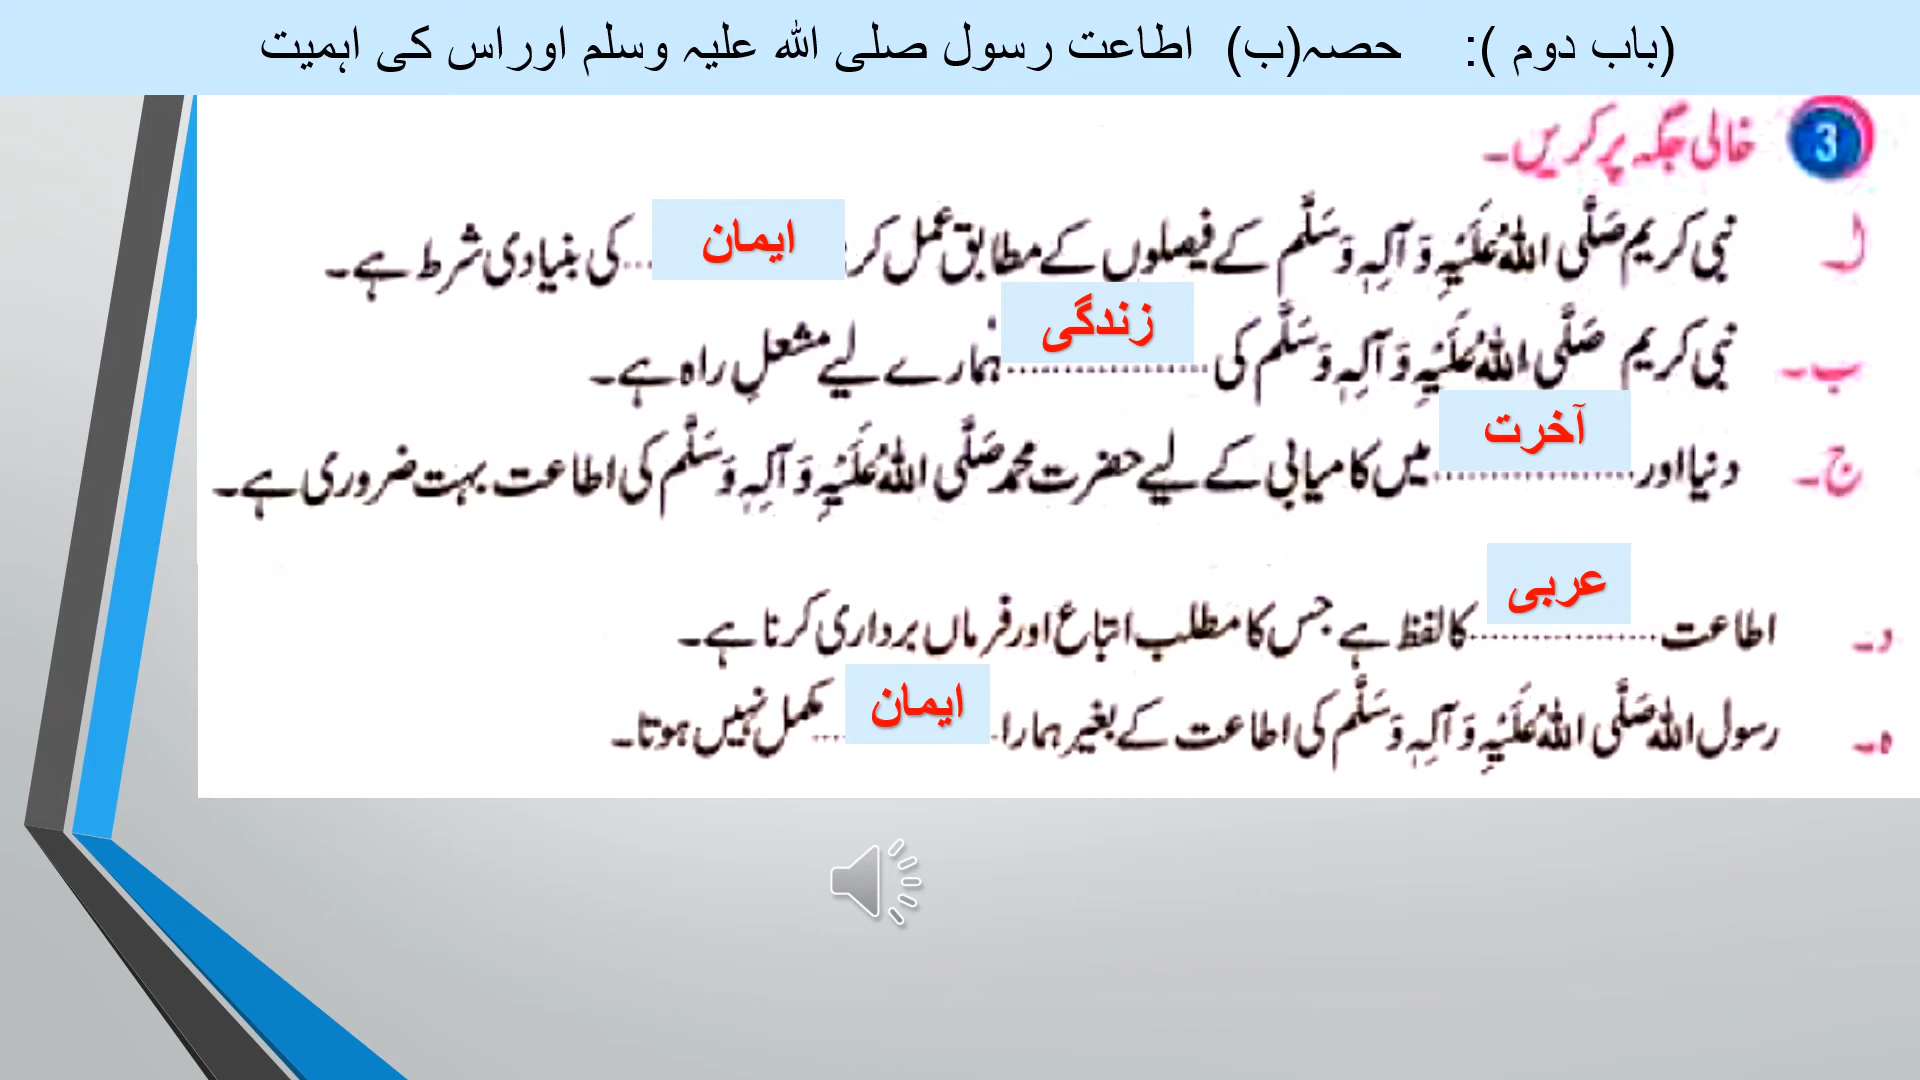 (باب دوم ): حصہ(ب) اطاعت رسول صلی اللہ علیہ وسلم اوراس کی اہمیت
3 خالی جگہ پر کریں۔
ا۔ نبی کریم صَلَّی اللہُ عَلَیْہِ وَ آلِہٖ وَسَلَّم کے فیصلوں کے مطابق عمل کر ایمان ..کی بنیادی شرط ہے۔
ب۔ نبی کریم صَلَّی اللہُ عَلَیْہِ وَ آلِہٖ وَسَلَّم کی زندگی ہمارے لیے مشعلِ راہ ہے۔
ج۔ دنیا اور آخرت میں کامیابی کے لیے حضرت محمد صَلَّی اللہُ عَلَیْہِ وَ آلِہٖ وَسَلَّم کی اطاعت بہت ضروری ہے۔
د۔ اطاعت عربی کا لفظ ہے جس کا مطلب اتباع اور فرماں برداری کرنا ہے۔
ہ۔ رسول اللہ صَلَّی اللہُ عَلَیْہِ وَ آلِہٖ وَسَلَّم کی اطاعت کے بغیر ہمارا ایمان مکمل نہیں ہوتا۔